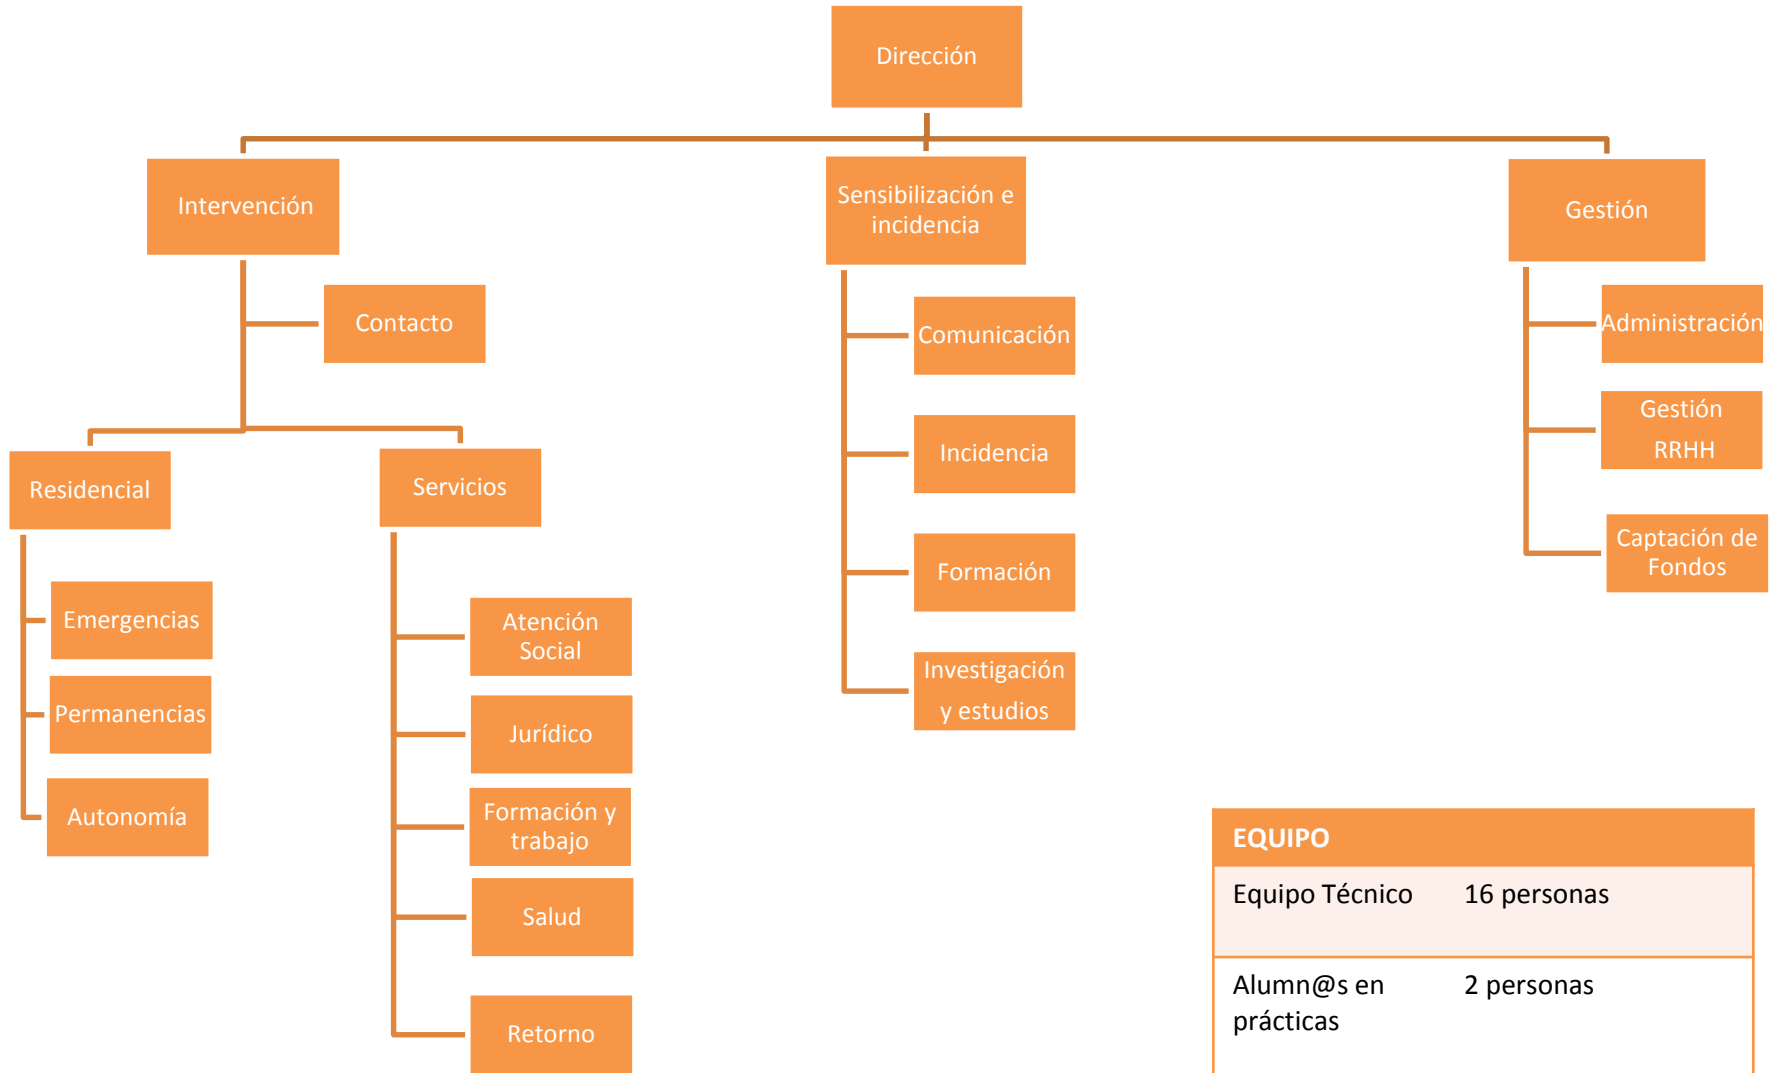 Dirección
Intervención
Sensibilización e
incidencia
Gestión
Contacto
Residencial
Servicios
Emergencias
Permanencias
Autonomía
Atención
Social
Jurídico
Formación y
trabajo
Salud
Retorno
Comunicación
Incidencia
Formación
Investigación
y estudios
Administración
Gestión
RRHH
Captación de
Fondos
EQUIPO
Equipo Técnico 16 personas
Alumn@s en 2 personas
prácticas